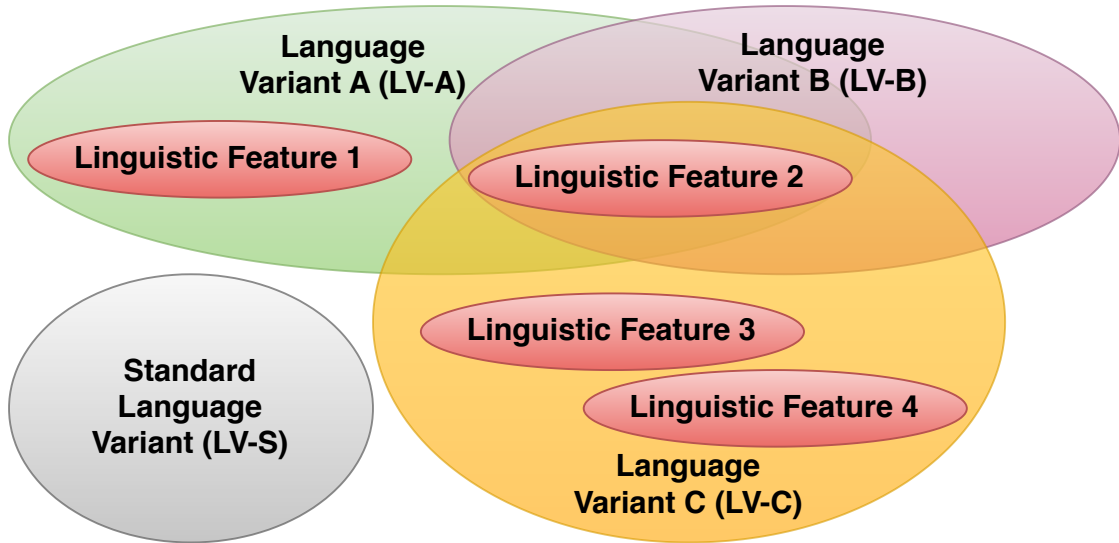 Language
Variant A (LV-A)
Language
Variant B (LV-B)
Linguistic Feature 1
Linguistic Feature 2
Linguistic Feature 3
Standard
Language
Variant (LV-S)
Linguistic Feature 4
Language
Variant C (LV-C)